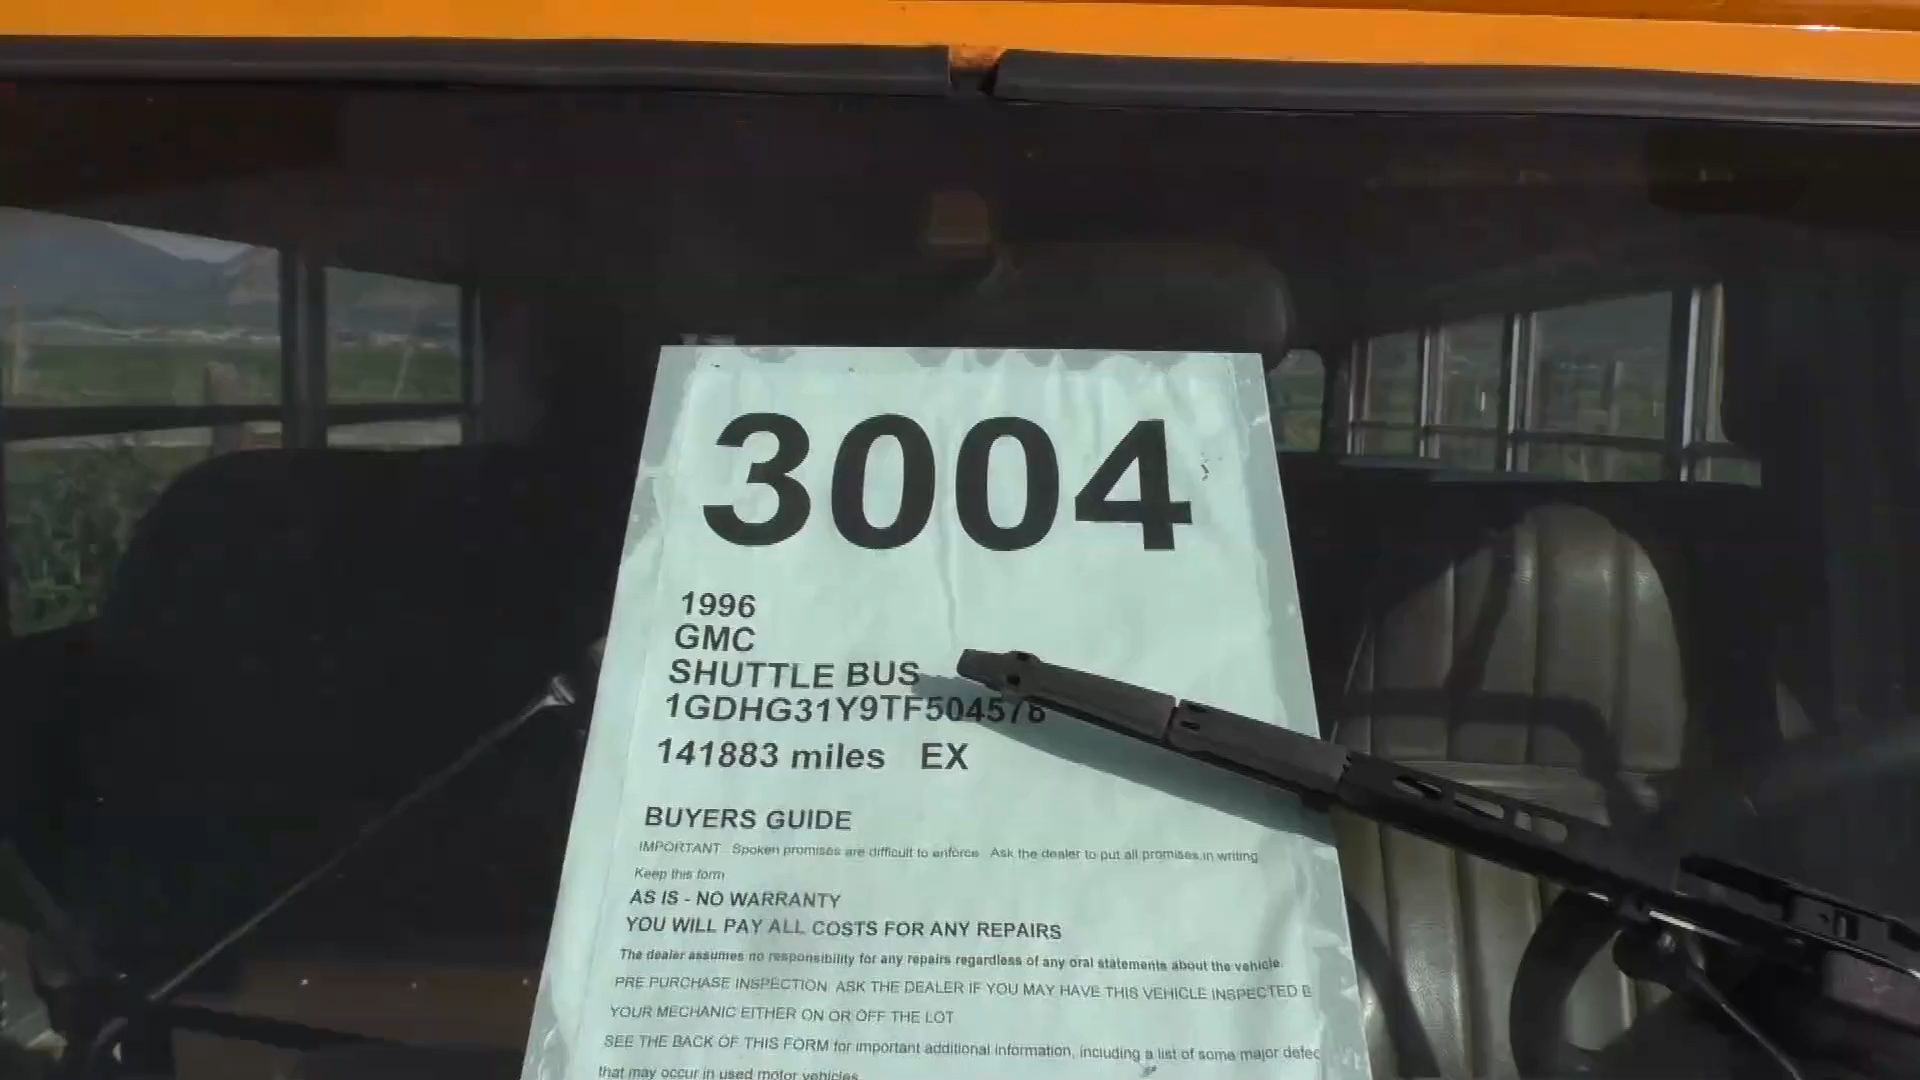 3004
1996
GMC
SHUTTLE BUS
1GDHG31Y9TF504576
141883 miles EX
BUYERS GUIDE
IMPORTANT: Spoken promises are difficult to enforce. Ask the dealer to put all promises in writing
Keep this form
AS IS - NO WARRANTY
YOU WILL PAY ALL COSTS FOR ANY REPAIRS
The dealer assumes no responsibility for any repairs regardless of any oral statements about the vehicle.
PRE PURCHASE INSPECTION: ASK THE DEALER IF YOU MAY HAVE THIS VEHICLE INSPECTED B
YOUR MECHANIC EITHER ON OR OFF THE LOT
SEE THE BACK OF THIS FORM for important additional information, including a list of some major defec
that may occur in used motor vehicles.